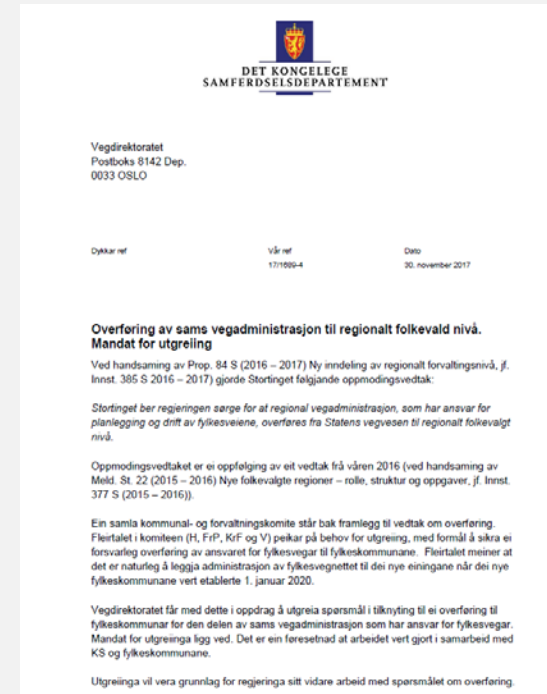 DET KONGELEGE
SAMFERDSELSDEPARTEMENT
Vegdirektoratet
Postboks 8142 Dep.
0033 OSLO
Dykkar ref
Vår ref
Dato
17/1689-4
30. november 2017
Overføring av sams vegadministrasjon til regionalt folkevald nivå.
Mandat for utgreiing
Ved handsaming av Prop. 84 S (2016 – 2017) Ny inndeling av regionalt forvaltingsnivå, jf.
Innst. 385 S 2016 – 2017) gjorde Stortinget følgjande oppmodingsvedtak:
Stortinget ber regjeringen sørge for at regional vegadministrasjon, som har ansvar for
planlegging og drift av fylkesveiene, overføres fra Statens vegvesen til regionalt folkevalgt
nivå.
Oppmodingsvedtaket er ei oppfølging av eit vedtak frå våren 2016 (ved handsaming av
Meld. St. 22 (2015 – 2016) Nye folkevalgte regioner – rolle, struktur og oppgaver, jf. Innst.
377 S (2015 – 2016)).
Ein samla kommunal- og forvaltningskomite står bak framlegg til vedtak om overføring.
Fleirtalet i komiteen (H, FrP, KrF og V) peikar på behov for utgreiing, med formål å sikra ei
forsvarleg overføring av ansvaret for fylkesvegar til fylkeskommunane. Fleirtalet meiner at
det er naturleg å leggja administrasjon av fylkesvegnettet til dei nye einingane når dei nye
fylkeskommunane vert etablerte 1. januar 2020.
Vegdirektoratet får med dette i oppdrag å utgreia spørsmål i tilknyting til ei overføring til
fylkeskommunar for den delen av sams vegadministrasjon som har ansvar for fylkesvegar.
Mandat for utgreiinga ligg ved. Det er ein føresetnad at arbeidet vert gjort i samarbeid med
KS og fylkeskommunane.
Utgreiinga vil vera grunnlag for regjeringa sitt vidare arbeid med spørsmålet om overføring.